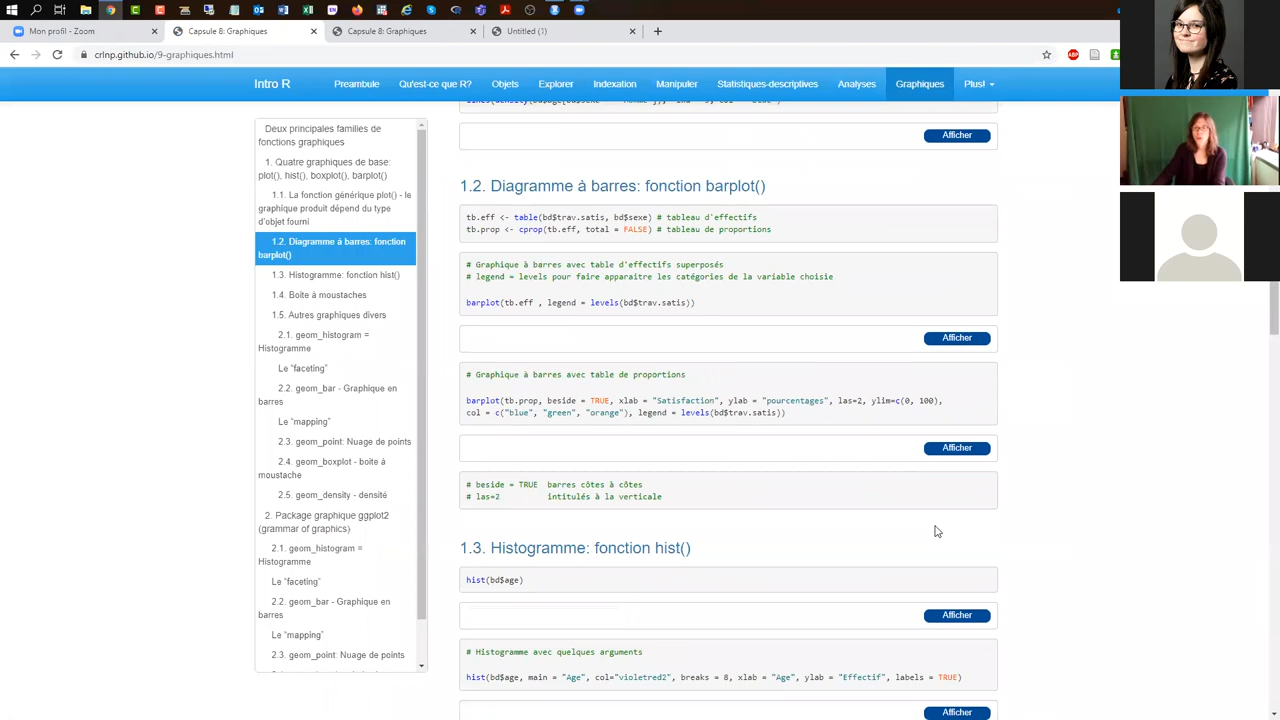 Mon profil - Zoom
Capsule 8: Graphiques
Capsule 8: Graphiques
Untitled (1)
crlnp.github.io/9-graphiques.html
Intro R
Preambule
Qu'est-ce que R?
Objets
Explorer
Indexation
Manipuler
Statistiques-descriptives
Analyses
Graphiques
Plus!
Deux principales familles de
fonctions graphiques
1. Quatre graphiques de base:
plot(), hist(), boxplot(), barplot()
1.1. La fonction générique plot() - le
graphique produit dépend du type
d'objet fourni
1.2. Diagramme à barres: fonction
barplot()
1.3. Histogramme: fonction hist()
1.4. Boite à moustaches
1.5. Autres graphiques divers
2.1. geom_histogram =
Histogramme
Le "faceting"
2.2. geom_bar - Graphique en
barres
Le "mapping"
2.3. geom_point: Nuage de points
2.4. geom_boxplot - boite à
moustache
2.5. geom_density - densité
2. Package graphique ggplot2
(grammar of graphics)
2.1. geom_histogram =
Histogramme
Le "faceting"
2.2. geom_bar - Graphique en
barres
Le "mapping"
2.3. geom_point: Nuage de points
Afficher
1.2. Diagramme à barres: fonction barplot()
tb.eff <- table(bd$trav.satis, bd$sexe) # tableau d'effectifs
tb.prop <- cprop(tb.eff, total = FALSE) # tableau de proportions
# Graphique à barres avec table d'effectifs superposés
# legend = levels pour faire apparaitre les catégories de la variable choisie
barplot(tb.eff , legend = levels(bd$trav.satis))
Afficher
# Graphique à barres avec table de proportions
barplot(tb.prop, beside = TRUE, xlab = "Satisfaction", ylab = "pourcentages", las=2, ylim=c(0, 100),
col = c("blue", "green", "orange"), legend = levels(bd$trav.satis))
Afficher
# beside = TRUE barres côtes à côtes
# las=2 intitulés à la verticale
1.3. Histogramme: fonction hist()
hist(bd$age)
Afficher
# Histogramme avec quelques arguments
hist(bd$age, main = "Age", col="violetred2", breaks = 8, xlab = "Age", ylab = "Effectif", labels = TRUE)
Afficher